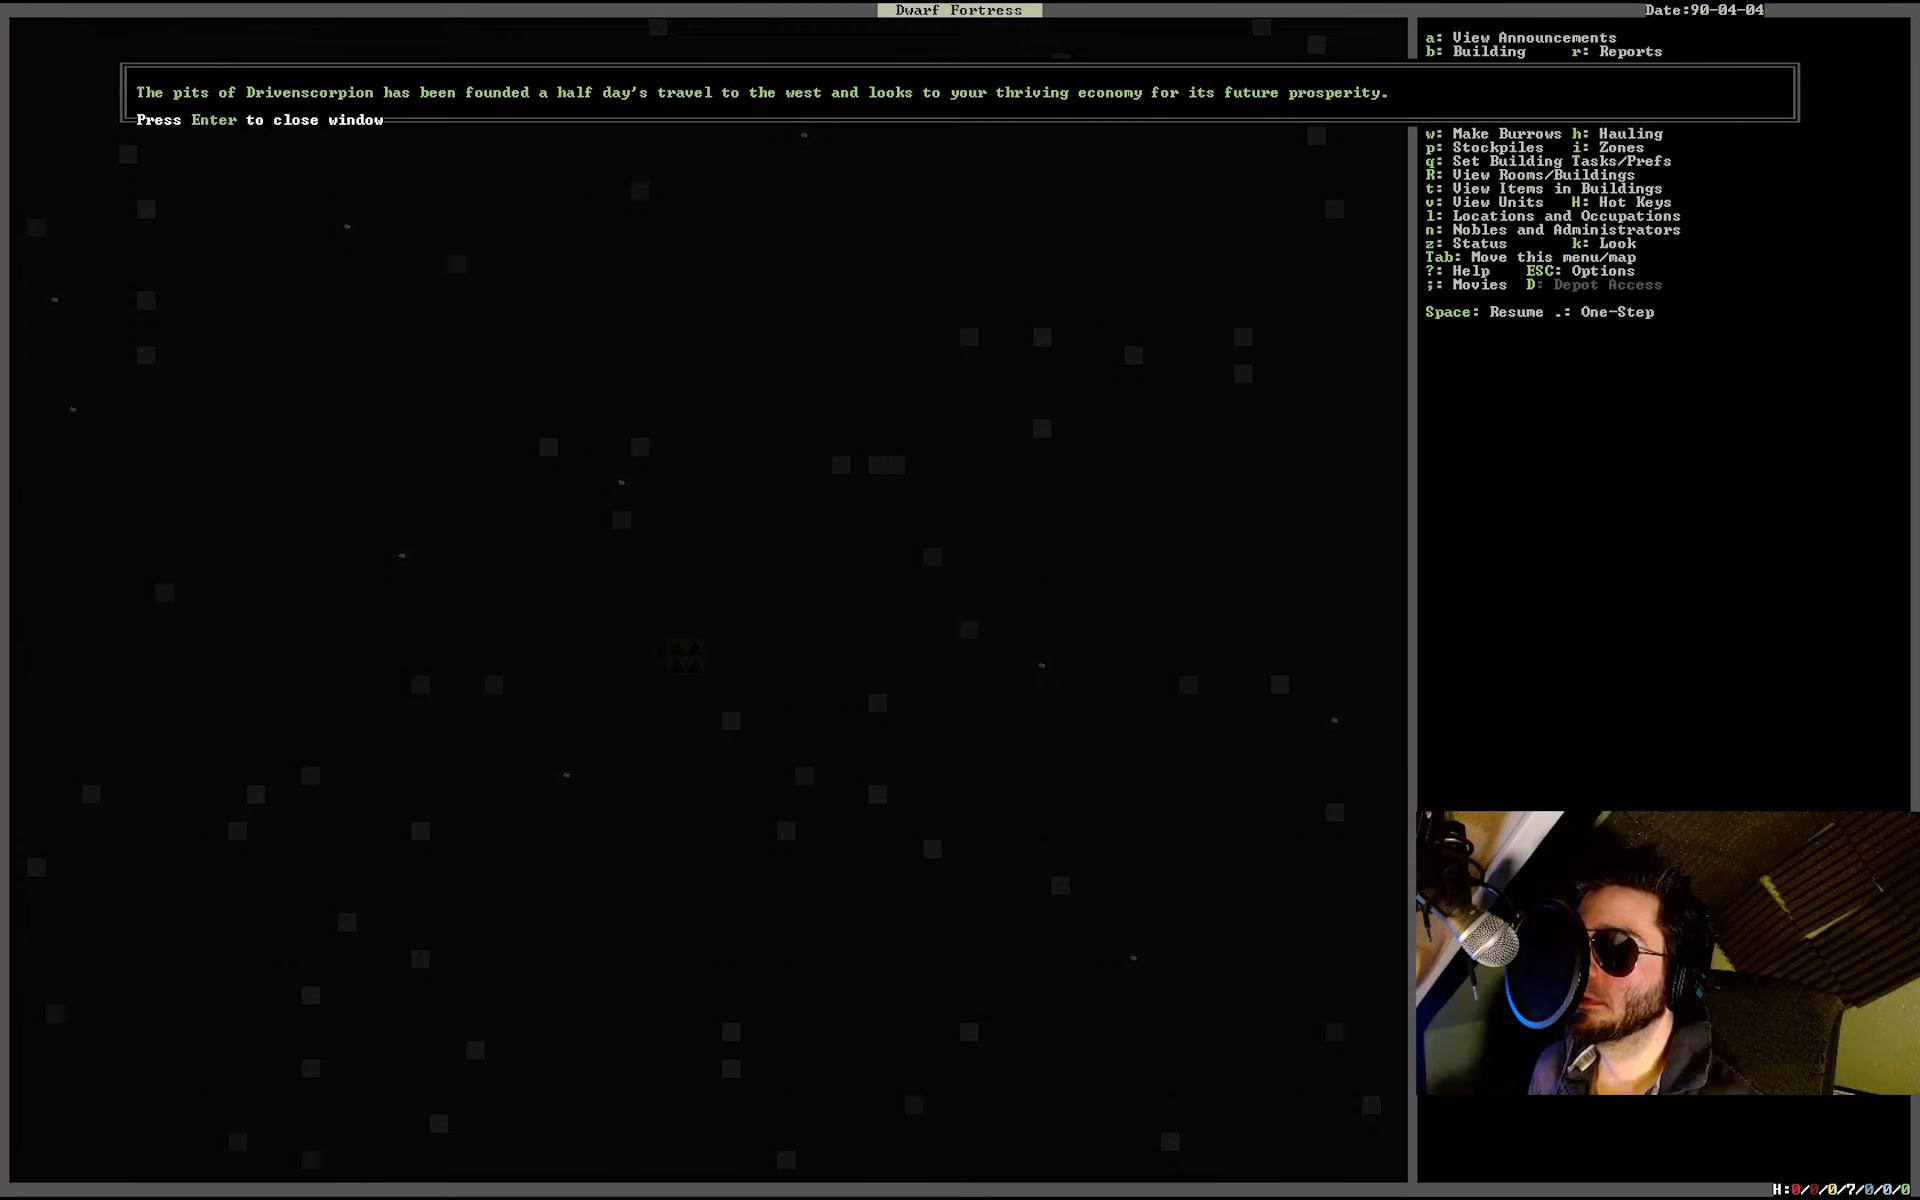 Dwarf Fortress
Date:90-04-04
a: View Announcements
b: Building r: Reports
The pits of Drivenscorpion has been founded a half day's travel to the west and looks to your thriving economy for its future prosperity.
Press Enter to close window
w: Make Burrows h: Hauling
p: Stockpiles i: Zones
q: Set Building Tasks/Prefs
R: View Rooms/Buildings
t: View Items in Buildings
v: View Units H: Hot Keys
l: Locations and Occupations
n: Nobles and Administrators
z: Status k: Look
Tab: Move this menu/map
?: Help ESC: Options
;: Movies D: Depot Access
Space: Resume .: One-Step
H:0/0/0/7/0/0/0